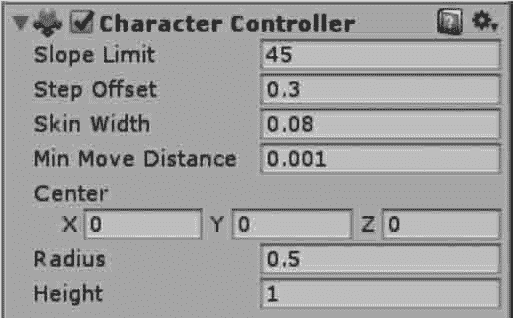 Character Controller
Slope Limit 45
Step Offset 0.3
Skin Width 0.08
Min Move Distance 0.001
Center
X 0 Y 0 Z 0
Radius 0.5
Height 1